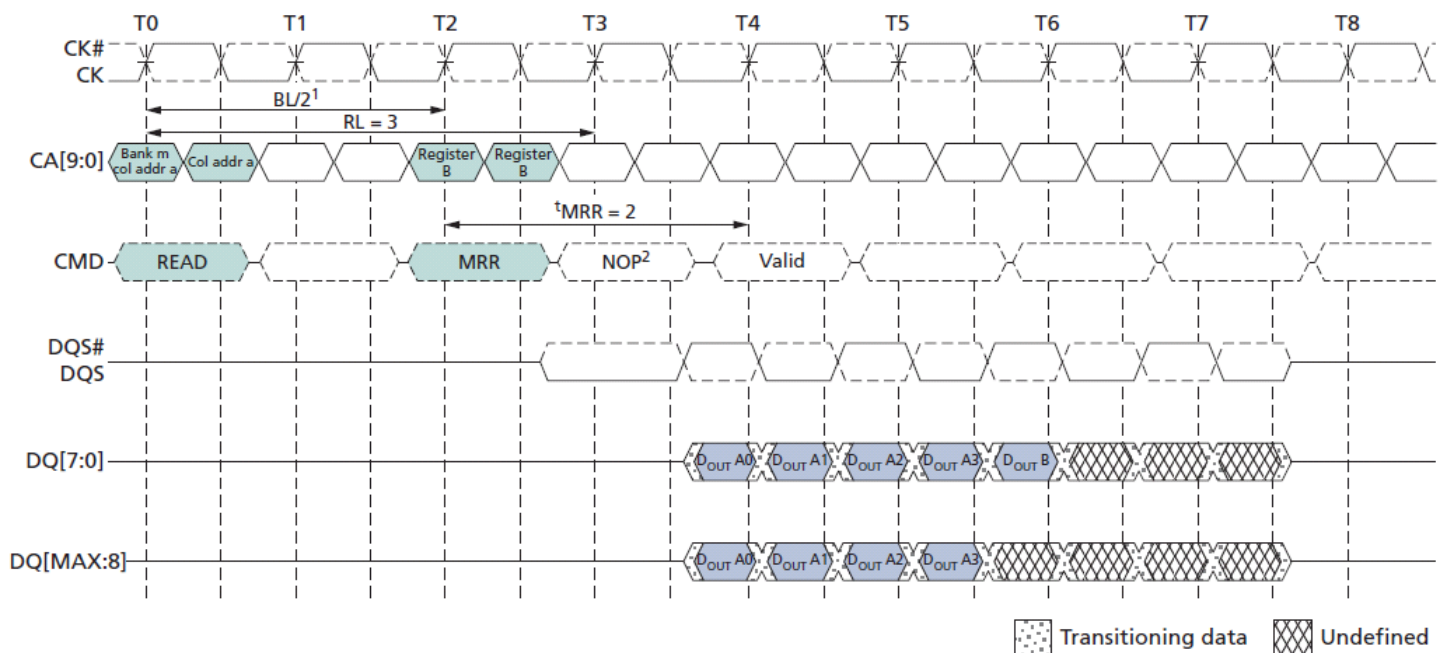 T0 T1 T2 T3 T4 T5 T6 T7 T8
CK#
CK
BL/2¹
RL = 3
CA[9:0]
Bank m
col addr a
Col addr a
Register
B
Register
B
ᵗMRR = 2
CMD READ MRR NOP² Valid
DQS#
DQS
DQ[7:0] DOUT A0 DOUT A1 DOUT A2 DOUT A3 DOUT B
DQ[MAX:8] DOUT A0 DOUT A1 DOUT A2 DOUT A3
Transitioning data Undefined